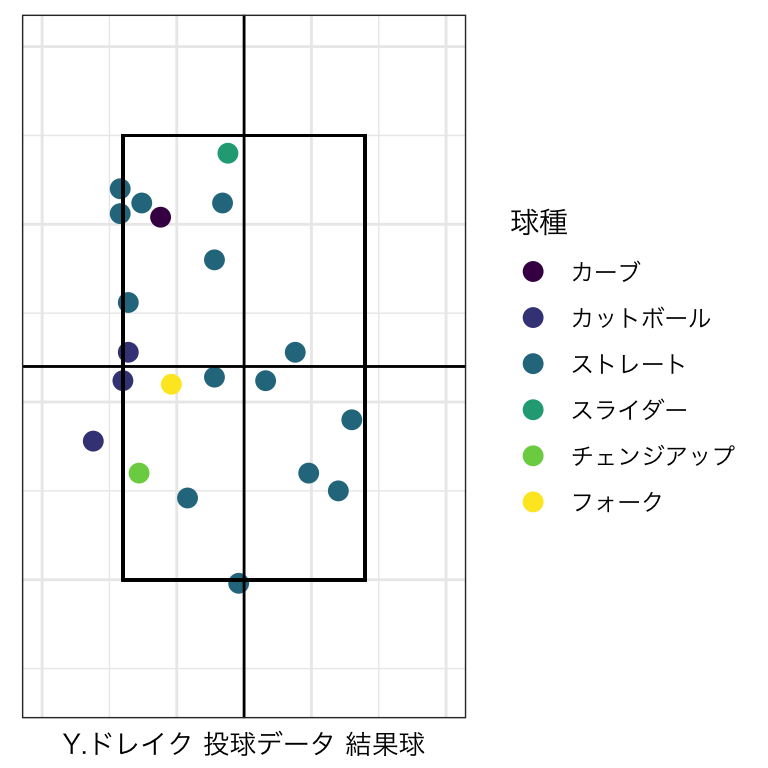 球種
カーブ
カットボール
ストレート
スライダー
チェンジアップ
フォーク
Y.ドレイク 投球データ 結果球